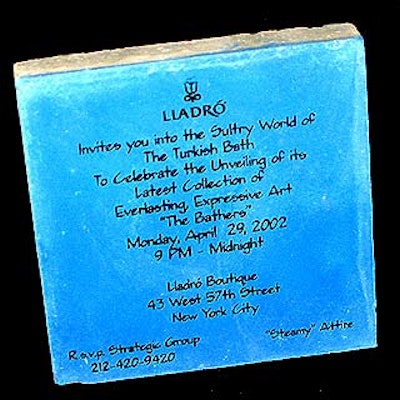 LLADRÓ
Invites you into the Sultry World of
The Turkish Bath
To Celebrate the Unveiling of its
Latest Collection of
Everlasting, Expressive Art
"The Bathers"
Monday, April 29, 2002
9 PM - Midnight
Lladró Boutique
43 West 57th Street
New York City
R.s.v.p. Strategic Group
212-420-9420
"Steamy" Attire